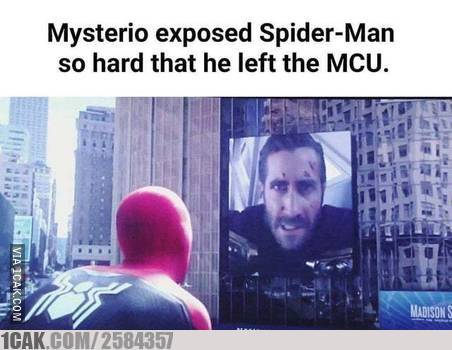 Mysterio exposed Spider-Man
so hard that he left the MCU.
MADISON S
VIA 1CAK.COM
1CAK.COM/2584357